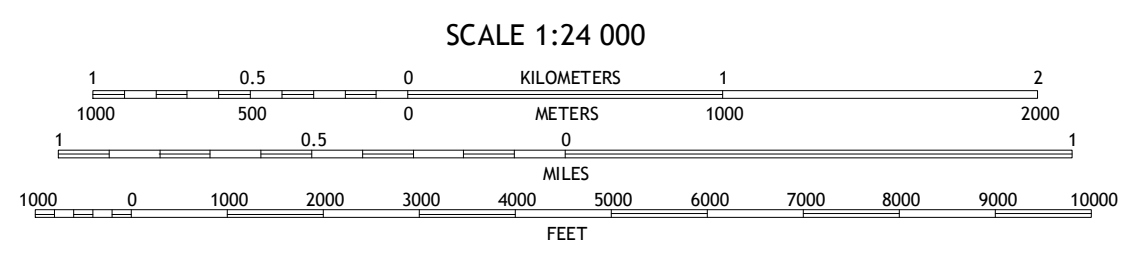 SCALE 1:24 000
1 0.5 0 KILOMETERS 1 2
1000 500 0 METERS 1000 2000
1 0.5 0 1
MILES
1000 0 1000 2000 3000 4000 5000 6000 7000 8000 9000 10000
FEET